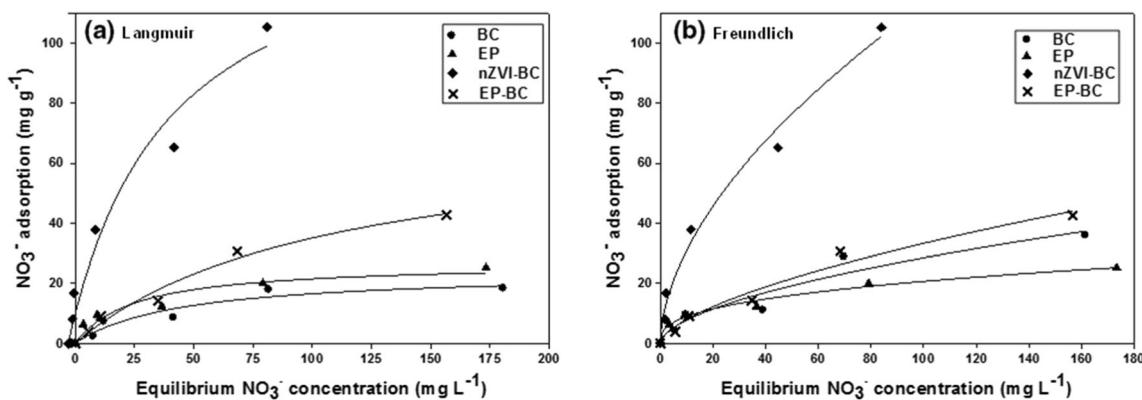 (a) Langmuir
BC
EP
nZVI-BC
EP-BC
NO₃⁻ adsorption (mg g⁻¹)
100
80
60
40
20
0
0 25 50 75 100 125 150 175 200
Equilibrium NO₃⁻ concentration (mg L⁻¹)
(b) Freundlich
BC
EP
nZVI-BC
EP-BC
NO₃⁻ adsorption (mg g⁻¹)
100
80
60
40
20
0
0 20 40 60 80 100 120 140 160 180
Equilibrium NO₃⁻ concentration (mg L⁻¹)